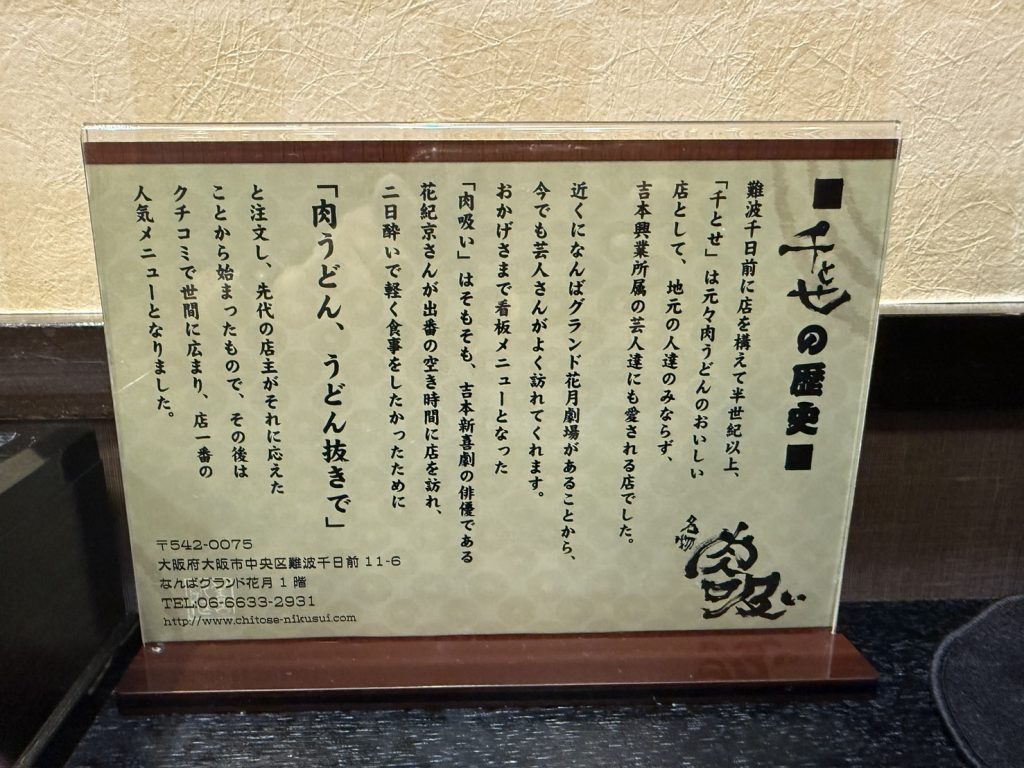 ■千とせの歴史■
難波千日前に店を構えて半世紀以上、
「千とせ」は元々肉うどんのおいしい
店として、地元の人達のみならず、
吉本興業所属の芸人達にも愛される店でした。
近くになんばグランド花月劇場があることから、
今でも芸人さんがよく訪れてくれます。
おかげさまで看板メニューとなった
「肉吸い」はそもそも、吉本新喜劇の俳優である
花紀京さんが出番の空き時間に店を訪れ、
二日酔いで軽く食事をしたかったために
「肉うどん、うどん抜きで」
と注文し、先代の店主がそれに応えた
ことから始まったもので、その後は
クチコミで世間に広まり、店一番の
人気メニューとなりました。
名物
肉吸い
〒542-0075
大阪府大阪市中央区難波千日前 11-6
なんばグランド花月 1 階
TEL:06-6633-2931
http://www.chitose-nikusui.com